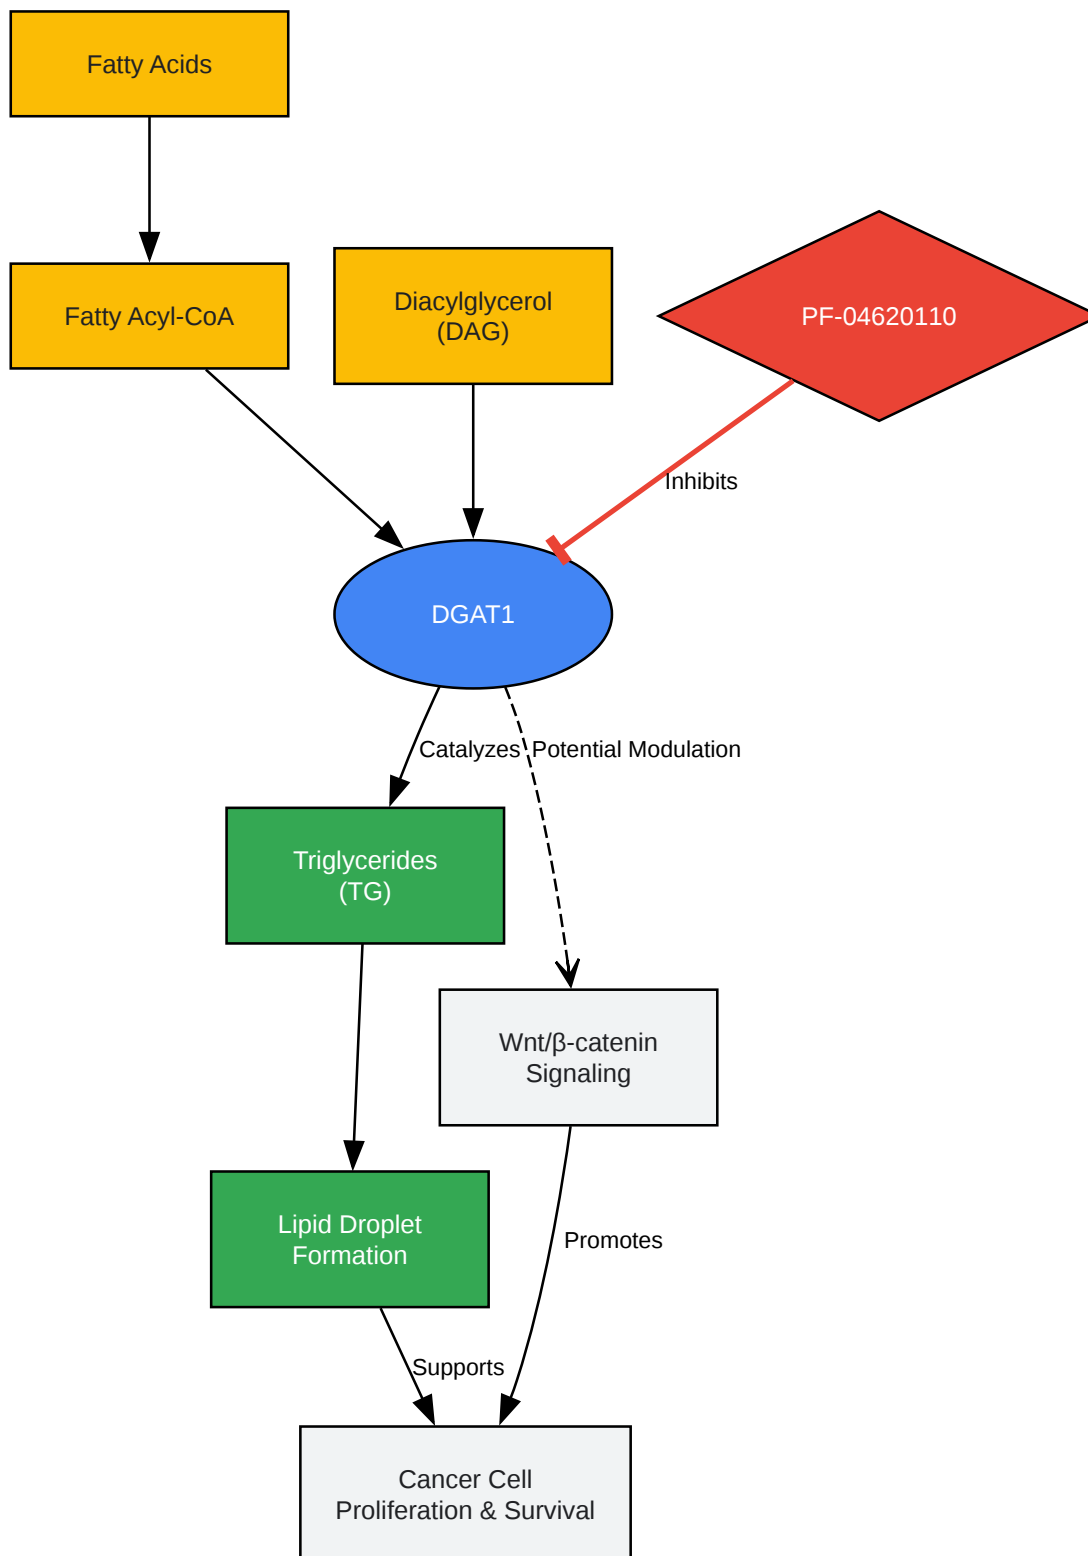 Fatty Acids
Fatty Acyl-CoA
Diacylglycerol
(DAG)
PF-04620110
Inhibits
DGAT1
Catalyzes
Potential Modulation
Triglycerides
(TG)
Wnt/β-catenin
Signaling
Lipid Droplet
Formation
Promotes
Supports
Cancer Cell
Proliferation & Survival